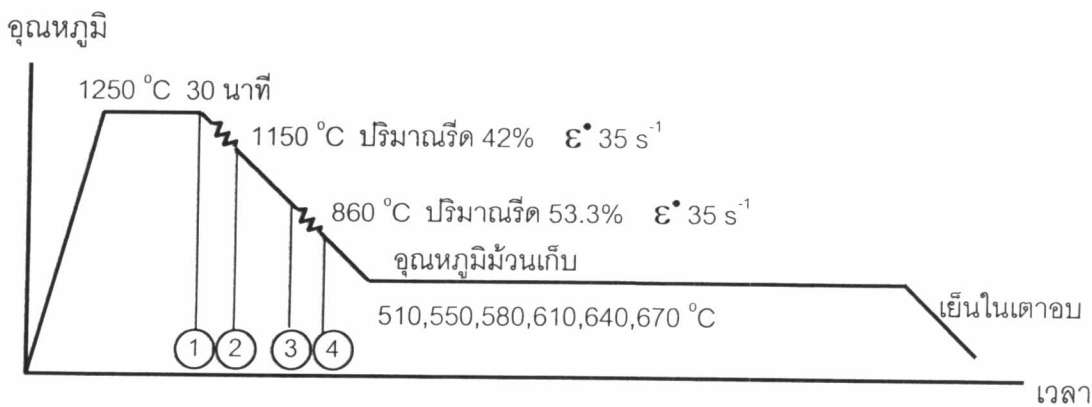 อุณหภูมิ
1250 °C 30 นาที
1150 °C ปริมาณรีด 42% ε• 35 s⁻¹
860 °C ปริมาณรีด 53.3% ε• 35 s⁻¹
อุณหภูมิม้วนเก็บ
510,550,580,610,640,670 °C
เย็นในเตาอบ
1 2 3 4
เวลา